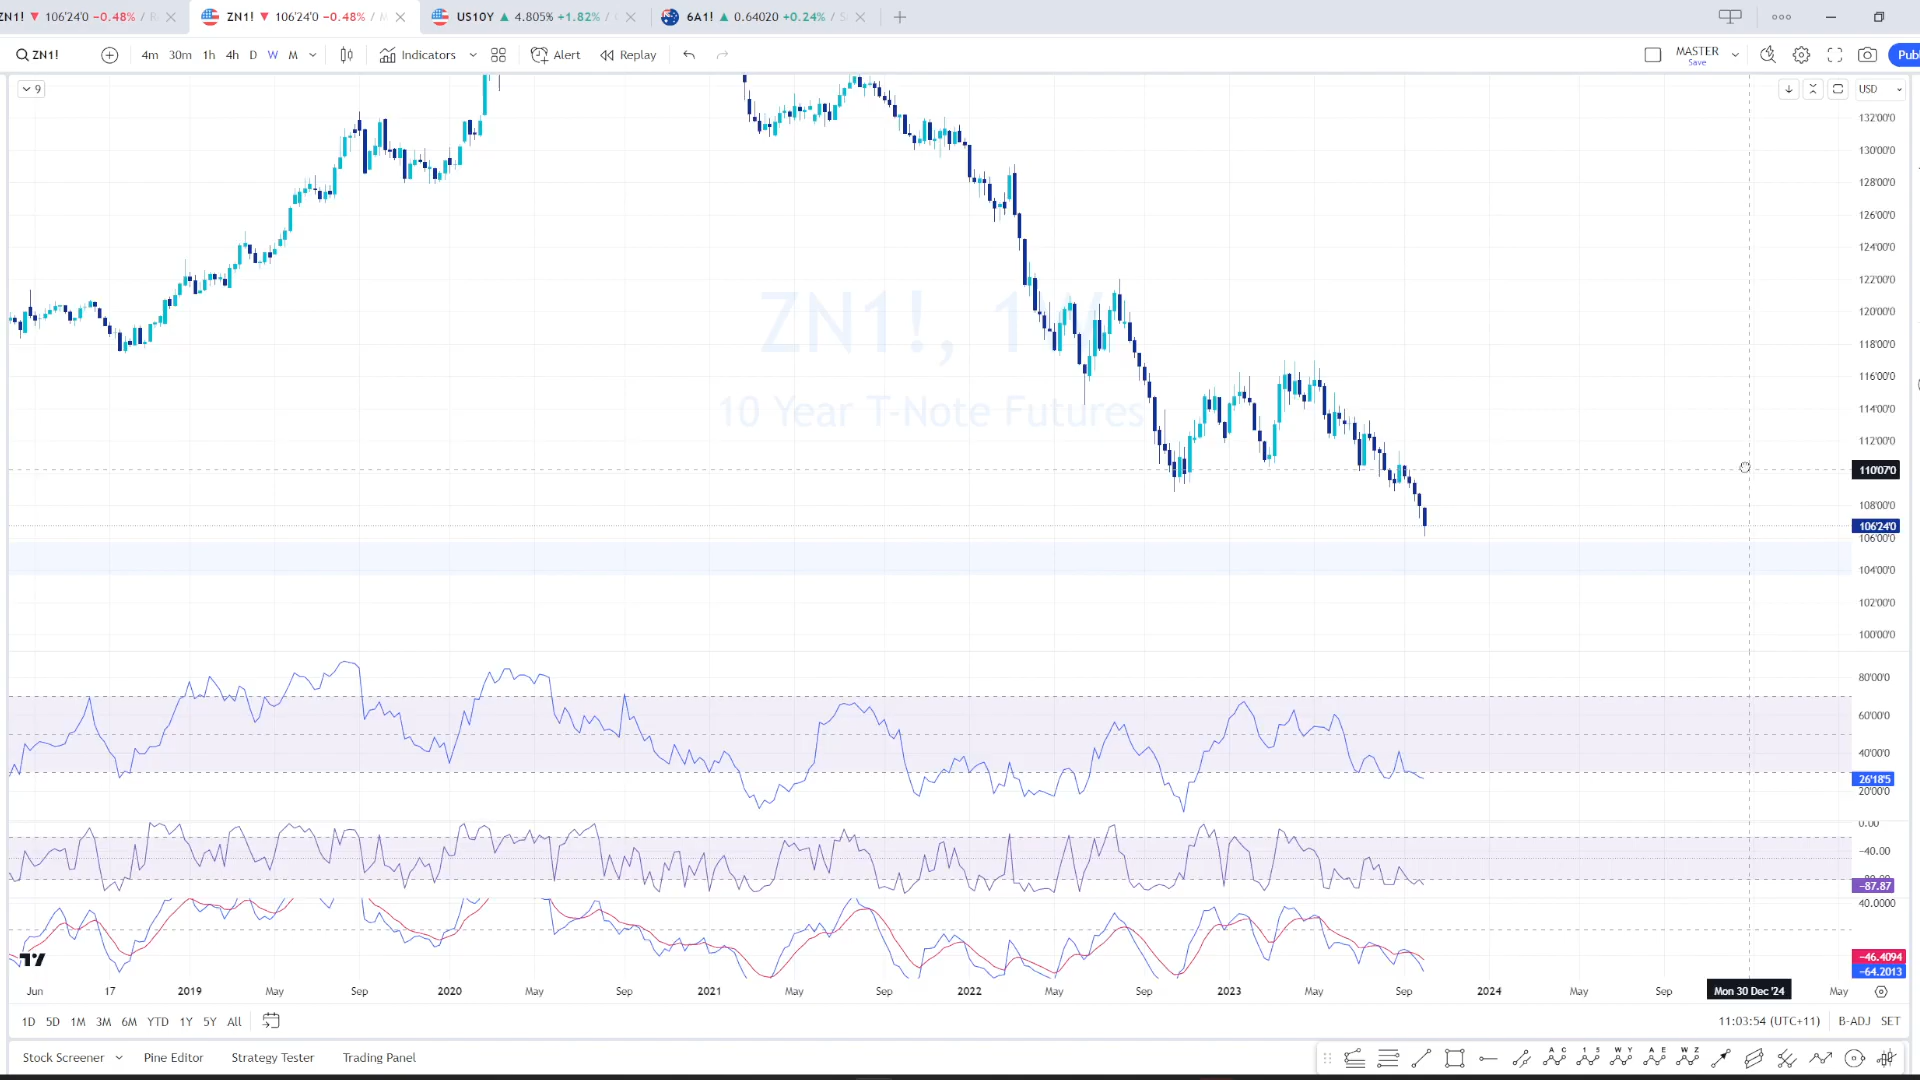 ZN1! ▼ 106'24'0 −0.48% /
ZN1! ▼ 106'24'0 −0.48% /
US10Y ▲ 4.805% +1.82% /
6A1! ▲ 0.64020 +0.24% /
ZN1!
4m 30m 1h 4h D W M
Indicators
Alert
Replay
MASTER
Save
Publ
9
USD
132'00'0
130'00'0
128'00'0
126'00'0
124'00'0
122'00'0
120'00'0
118'00'0
116'00'0
114'00'0
112'00'0
110'07'0
108'00'0
106'24'0
106'00'0
104'00'0
102'00'0
100'00'0
ZN1!, 1W
10 Year T-Note Futures
80'00'0
60'00'0
40'00'0
26'18'5
20'00'0
0.00
−40.00
−80.00
−87.87
40.0000
−46.4094
−64.2013
Jun 17 2019 May Sep 2020 May Sep 2021 May Sep 2022 May Sep 2023 May Sep 2024 May Sep Mon 30 Dec '24 May
1D 5D 1M 3M 6M YTD 1Y 5Y All
11:03:54 (UTC+11) B-ADJ SET
Stock Screener Pine Editor Strategy Tester Trading Panel